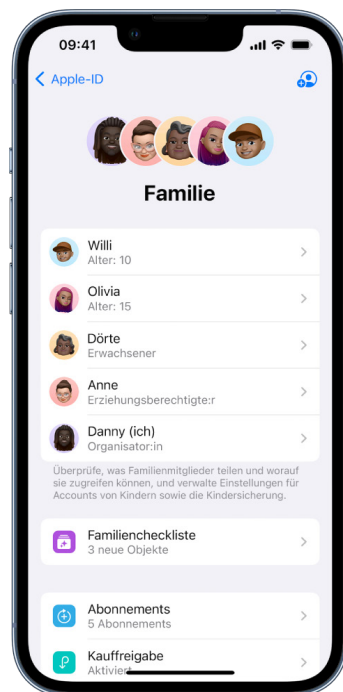 09:41
Apple-ID
Familie
Willi
Alter: 10
Olivia
Alter: 15
Dörte
Erwachsener
Anne
Erziehungsberechtigte:r
Danny (ich)
Organisator:in
Überprüfe, was Familienmitglieder teilen und worauf
sie zugreifen können, und verwalte Einstellungen für
Accounts von Kindern sowie die Kindersicherung.
Familiencheckliste
3 neue Objekte
Abonnements
5 Abonnements
Kauffreigabe
Aktiviert